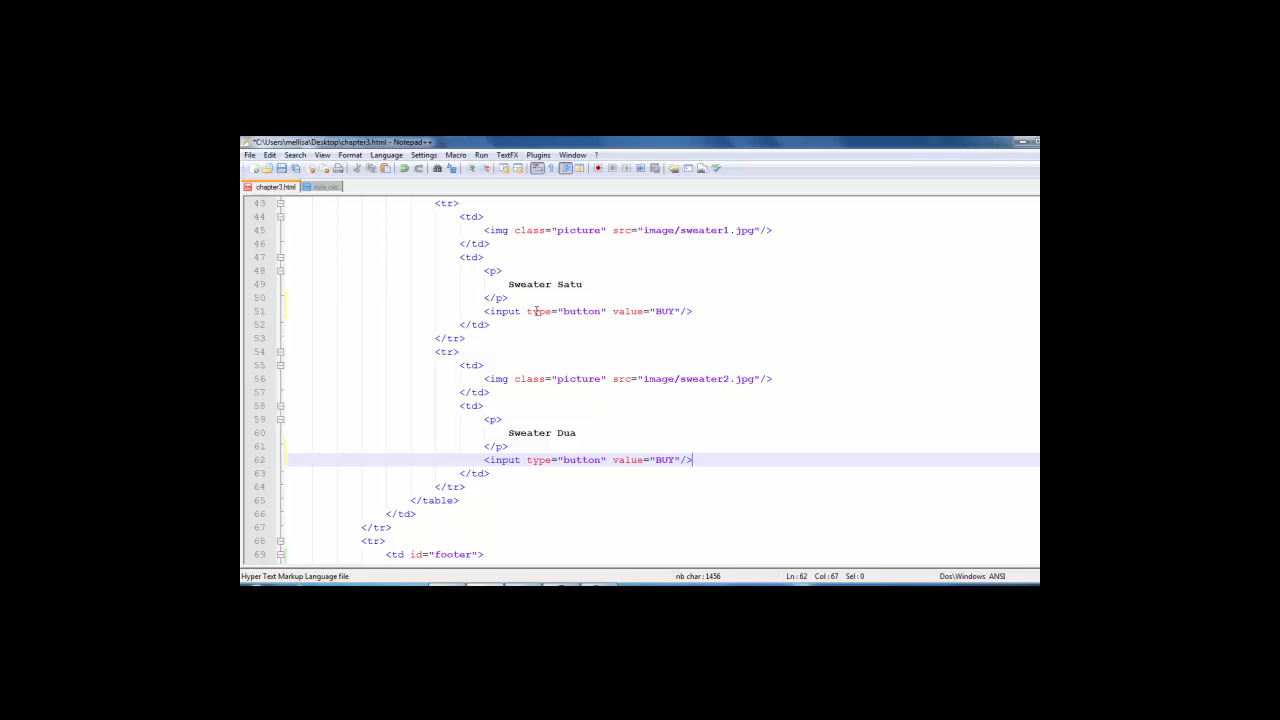 *C:\Users\mellisa\Desktop\chapter3.html - Notepad++
File Edit Search View Format Encoding Language Settings Macro Run TextFX Plugins Window ?
chapter3.html style.css
43 <tr>
44 <td>
45 <img class="picture" src="image/sweater1.jpg"/>
46 </td>
47 <td>
48 <p>
49 Sweater Satu
50 </p>
51 <input type="button" value="BUY"/>
52 </td>
53 </tr>
54 <tr>
55 <td>
56 <img class="picture" src="image/sweater2.jpg"/>
57 </td>
58 <td>
59 <p>
60 Sweater Dua
61 </p>
62 <input type="button" value="BUY"/>
63 </td>
64 </tr>
65 </table>
66 </td>
67 </tr>
68 <tr>
69 <td id="footer">
Hyper Text Markup Language file nb char : 1456 Ln : 62 Col : 67 Sel : 0 Dos\Windows ANSI